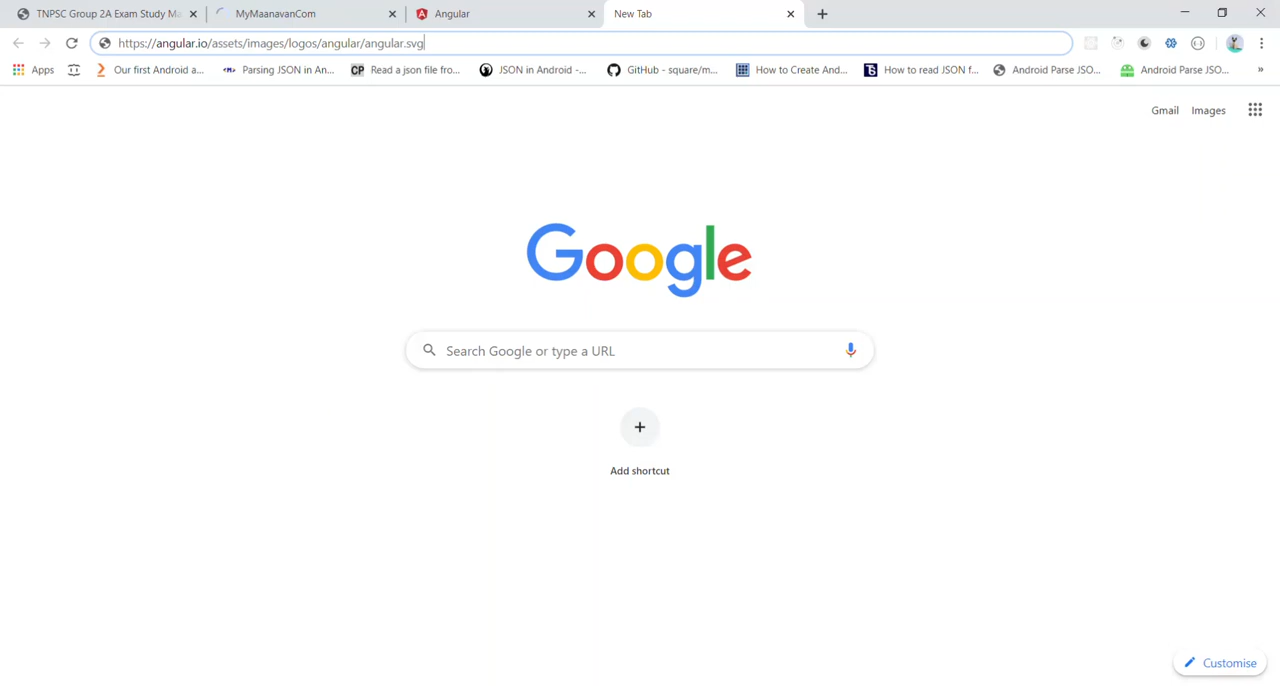 TNPSC Group 2A Exam Study Ma
MyMaanavanCom
Angular
New Tab
https://angular.io/assets/images/logos/angular/angular.svg
Apps
Our first Android a...
Parsing JSON in An...
CP Read a json file fro...
JSON in Android -...
GitHub - square/m...
How to Create And...
How to read JSON f...
Android Parse JSO...
Android Parse JSO...
»
Gmail Images
Google
Search Google or type a URL
Add shortcut
Customise